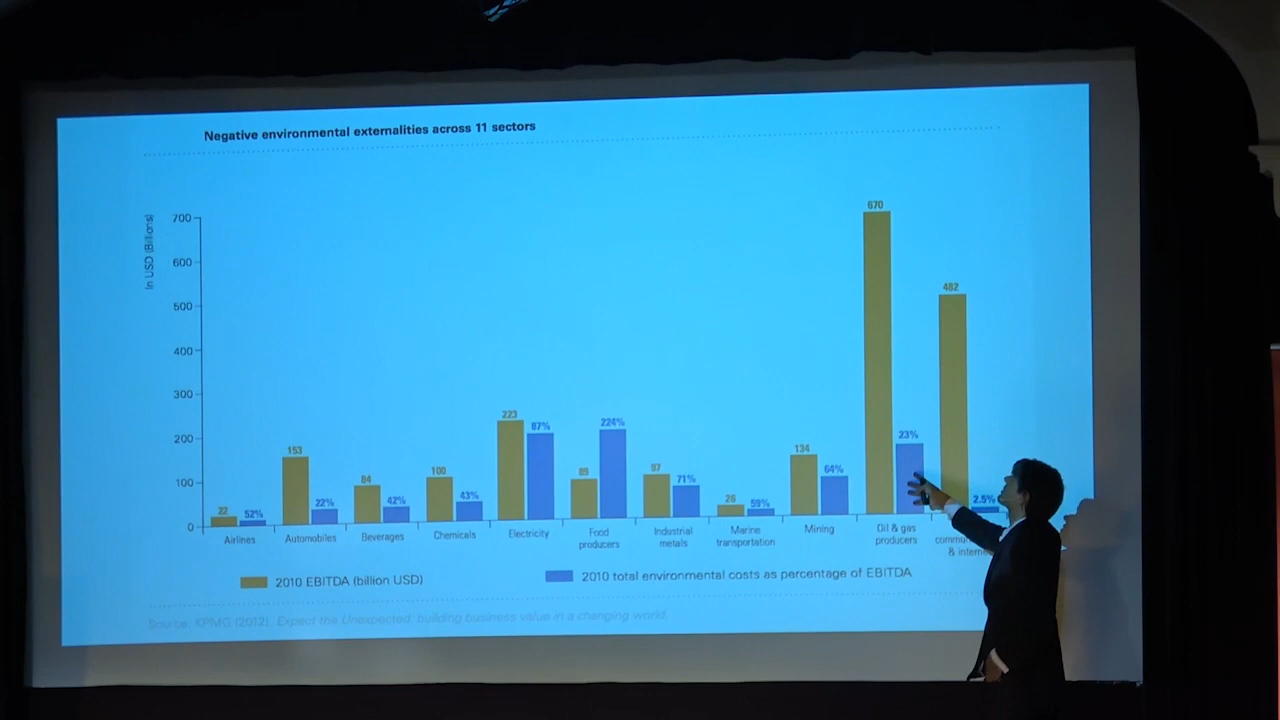 Negative environmental externalities across 11 sectors
In USD (Billions)
700
600
500
400
300
200
100
0
22
52%
153
22%
84
42%
100
43%
223
87%
89
224%
97
71%
26
59%
134
64%
670
23%
482
2.5%
Airlines
Automobiles
Beverages
Chemicals
Electricity
Food
producers
Industrial
metals
Marine
transportation
Mining
Oil & gas
producers
2010 EBITDA (billion USD)
2010 total environmental costs as percentage of EBITDA
Source: KPMG (2012). Expect the Unexpected: building business value in a changing world.